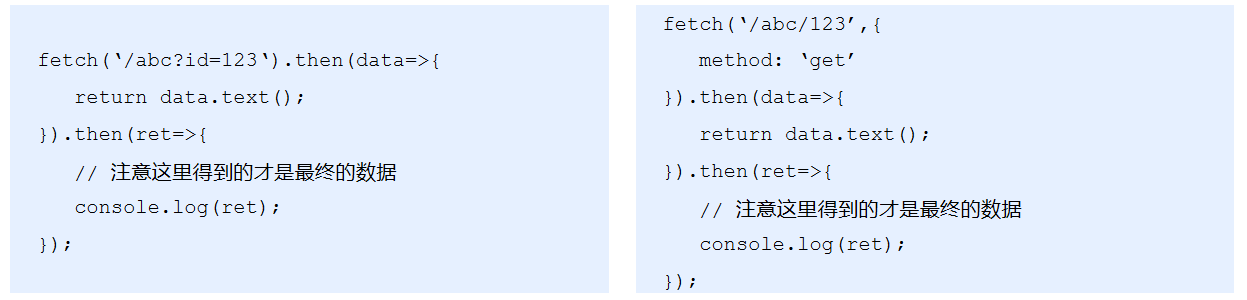 fetch(‘/abc?id=123‘).then(data=>{
return data.text();
}).then(ret=>{
// 注意这里得到的才是最终的数据
console.log(ret);
});
fetch(‘/abc/123’,{
method: ‘get’
}).then(data=>{
return data.text();
}).then(ret=>{
// 注意这里得到的才是最终的数据
console.log(ret);
});